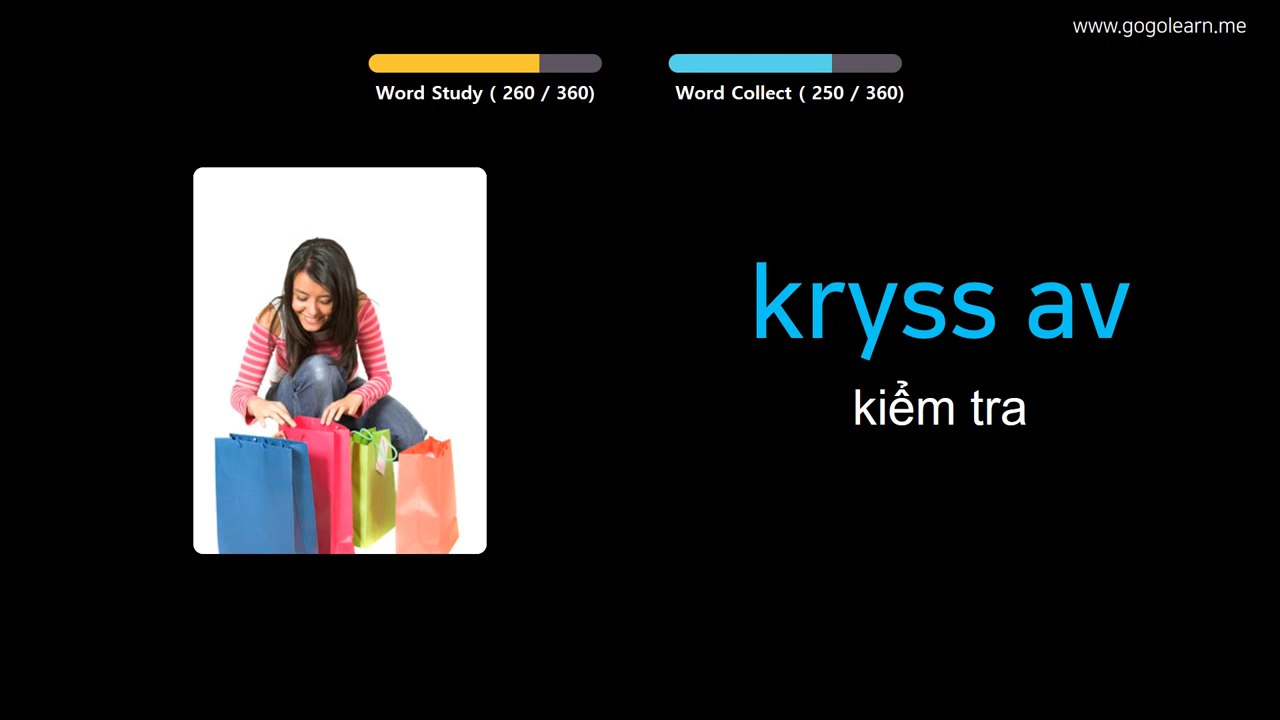 www.gogolearn.me
Word Study ( 260 / 360)
Word Collect ( 250 / 360)
kryss av
kiểm tra